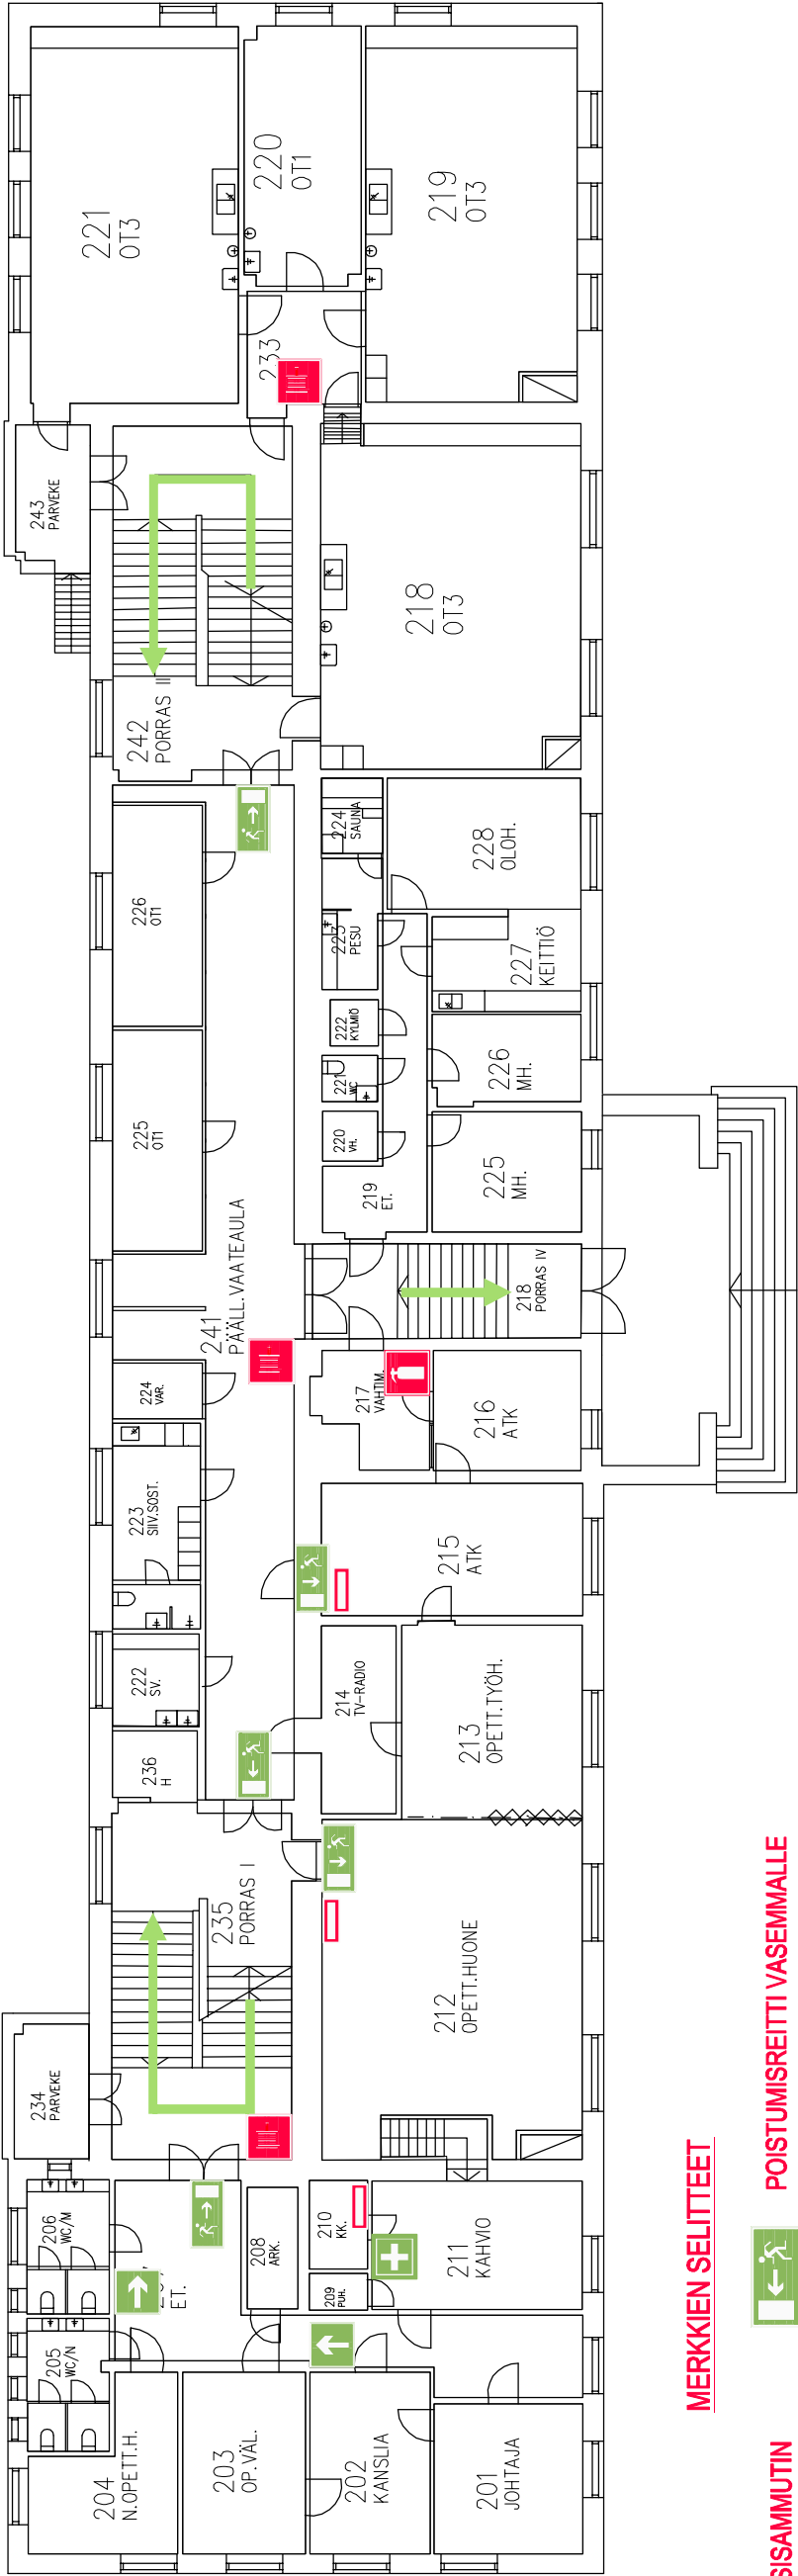 221
OT3
220
OT1
219
OT3
233
243
PARVEKE
218
OT3
242
PORRAS II
224
SAUNA
228
OLOH.
226
OT1
223
PESU
227
KEITTIÖ
222
KYLMIÖ
226
MH.
225
OT1
221
WC
220
VH.
219
ET.
225
MH.
241
PÄÄLL.VAATEAULA
218
PORRAS IV
224
VAR.
217
VAHTIM.
216
ATK
223
SIIV.SOST.
215
ATK
222
SV.
214
TV-RADIO
213
OPETT.TYÖH.
236
H
235
PORRAS I
212
OPETT.HUONE
234
PARVEKE
206
WC/M
208
ARK.
210
KK.
211
KAHVIO
209
PUH.
ET.
205
WC/N
204
N.OPETT.H.
203
OP.VÄL.
202
KANSLIA
201
JOHTAJA
MERKKIEN SELITTEET
POISTUMISREITTI VASEMMALLE
SISAMMUTIN